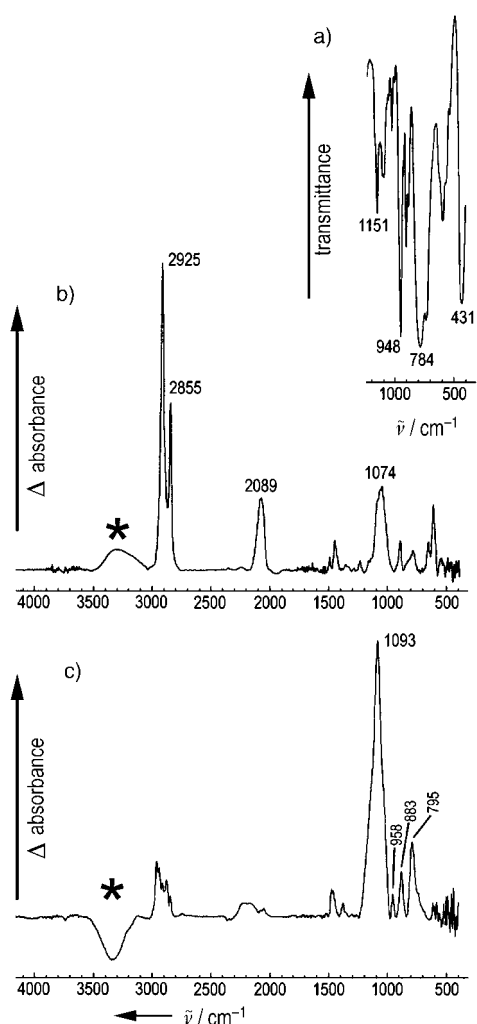 a)
transmittance
1151
948
784
431
1000 500
ν̃ / cm⁻¹
b)
Δ absorbance
2925
2855
*
2089
1074
4000 3500 3000 2500 2000 1500 1000 500
c)
Δ absorbance
*
1093
958
883
795
4000 3500 3000 2500 2000 1500 1000 500
ν̃ / cm⁻¹